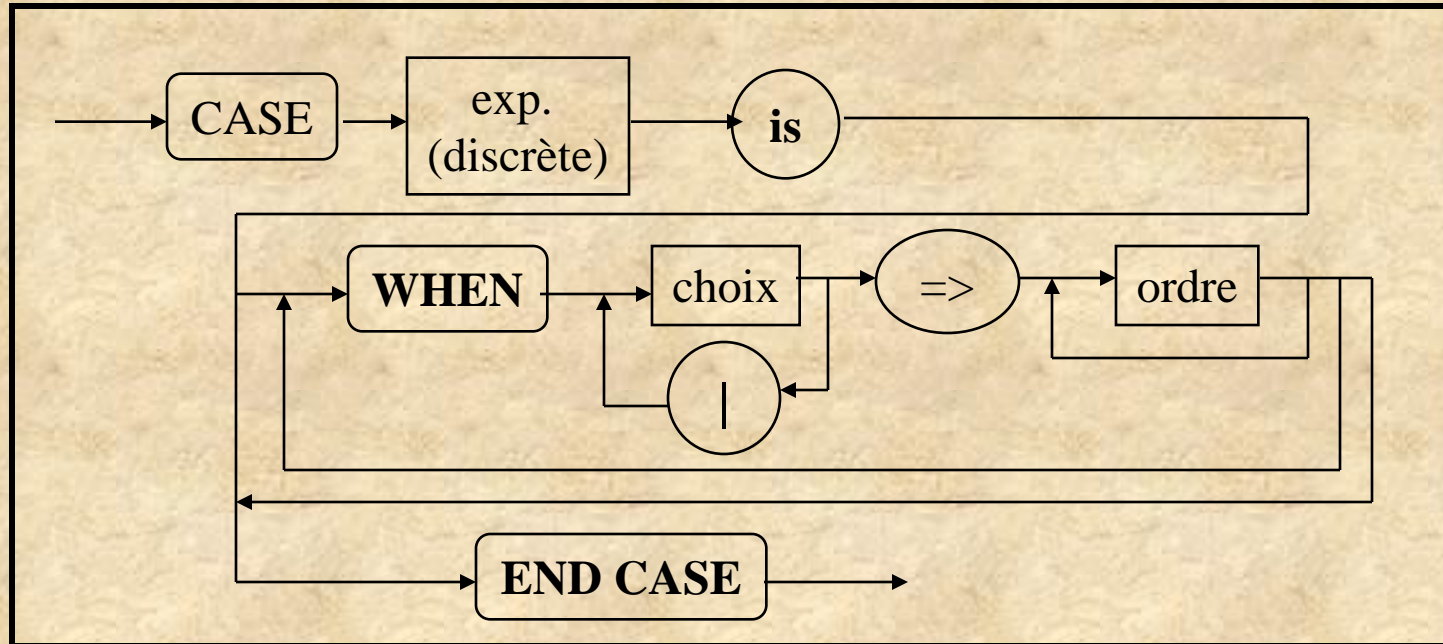 CASE
exp.
(discrète)
is
WHEN
choix
=>
ordre
|
END CASE